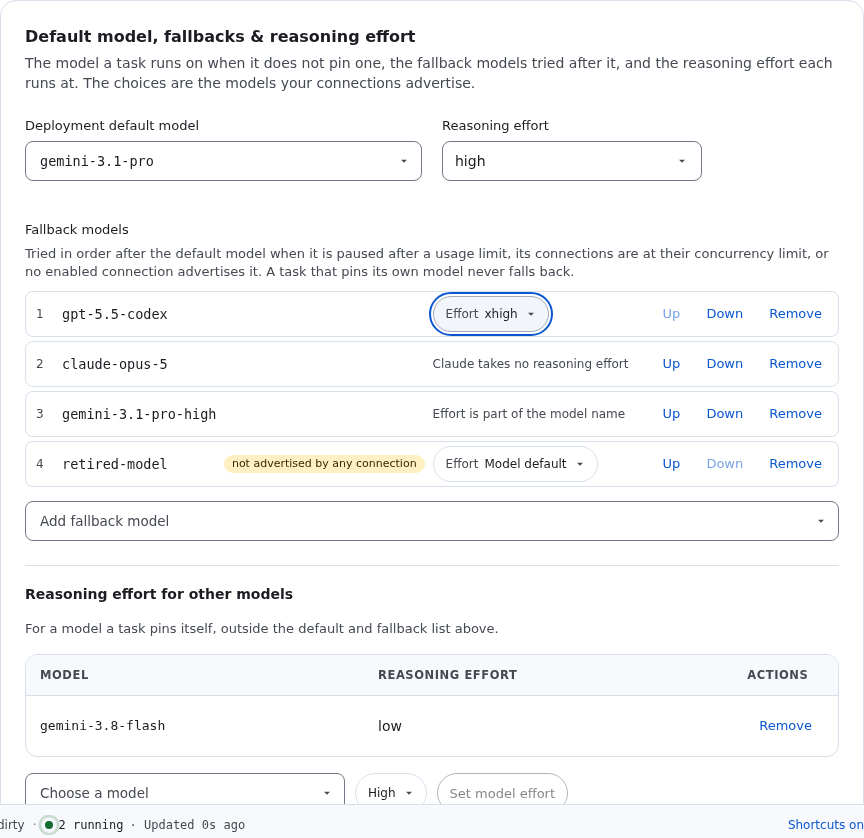 Default model, fallbacks & reasoning effort
The model a task runs on when it does not pin one, the fallback models tried after it, and the reasoning effort each
runs at. The choices are the models your connections advertise.
Deployment default model
Reasoning effort
gemini-3.1-pro
high
Fallback models
Tried in order after the default model when it is paused after a usage limit, its connections are at their concurrency limit, or
no enabled connection advertises it. A task that pins its own model never falls back.
1 gpt-5.5-codex Effort xhigh Up Down Remove
2 claude-opus-5 Claude takes no reasoning effort Up Down Remove
3 gemini-3.1-pro-high Effort is part of the model name Up Down Remove
4 retired-model not advertised by any connection Effort Model default Up Down Remove
Add fallback model
Reasoning effort for other models
For a model a task pins itself, outside the default and fallback list above.
MODEL REASONING EFFORT ACTIONS
gemini-3.8-flash low Remove
Choose a model High Set model effort
dirty · 2 running · Updated 0s ago Shortcuts on